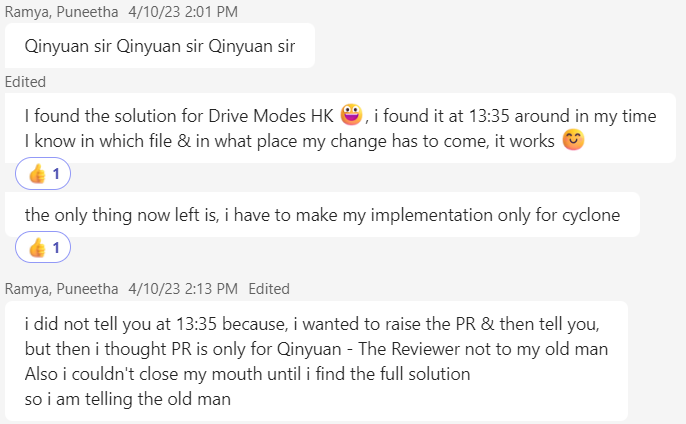 Ramya, Puneetha 4/10/23 2:01 PM
Qinyuan sir Qinyuan sir Qinyuan sir
Edited
I found the solution for Drive Modes HK 😀, i found it at 13:35 around in my time
I know in which file & in what place my change has to come, it works 😊
👍 1
the only thing now left is, i have to make my implementation only for cyclone
👍 1
Ramya, Puneetha 4/10/23 2:13 PM Edited
i did not tell you at 13:35 because, i wanted to raise the PR & then tell you,
but then i thought PR is only for Qinyuan - The Reviewer not to my old man
Also i couldn't close my mouth until i find the full solution
so i am telling the old man